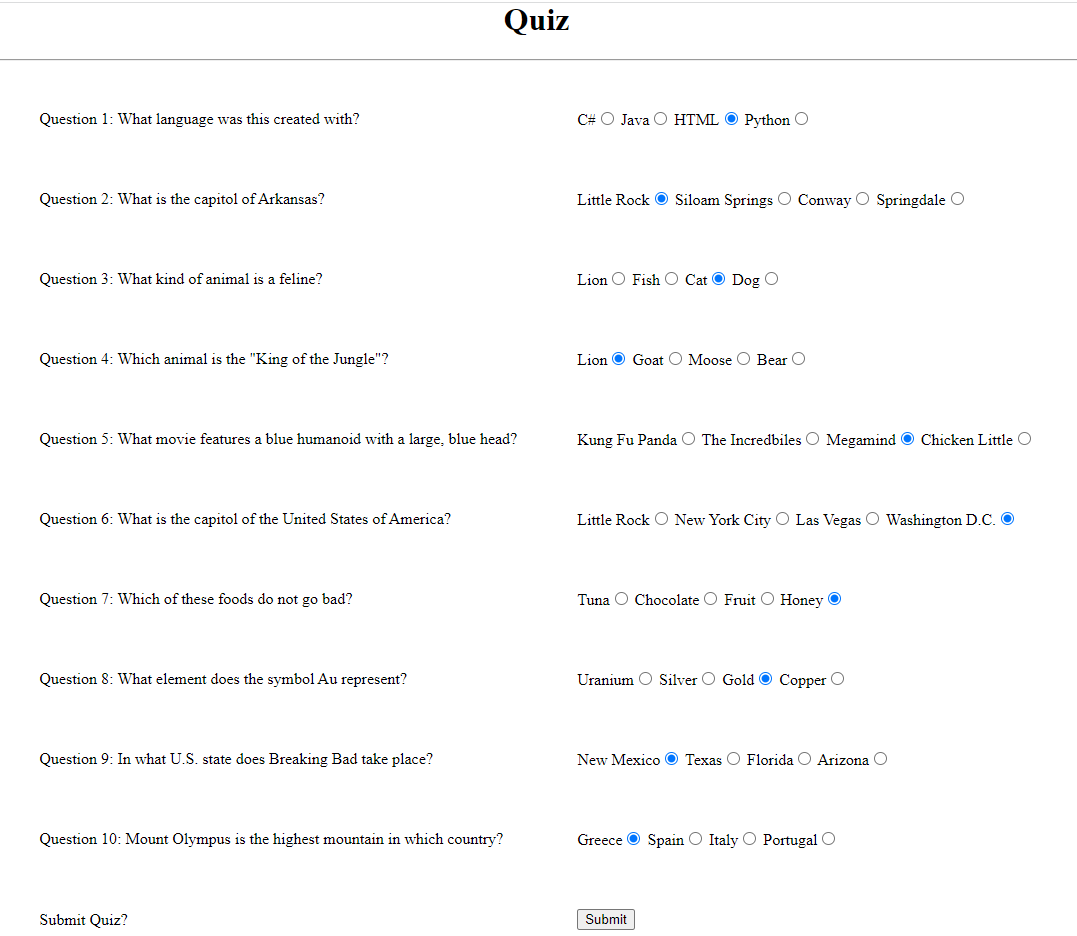 Quiz
Question 1: What language was this created with? C# Java HTML Python
Question 2: What is the capitol of Arkansas? Little Rock Siloam Springs Conway Springdale
Question 3: What kind of animal is a feline? Lion Fish Cat Dog
Question 4: Which animal is the "King of the Jungle"? Lion Goat Moose Bear
Question 5: What movie features a blue humanoid with a large, blue head? Kung Fu Panda The Incredbiles Megamind Chicken Little
Question 6: What is the capitol of the United States of America? Little Rock New York City Las Vegas Washington D.C.
Question 7: Which of these foods do not go bad? Tuna Chocolate Fruit Honey
Question 8: What element does the symbol Au represent? Uranium Silver Gold Copper
Question 9: In what U.S. state does Breaking Bad take place? New Mexico Texas Florida Arizona
Question 10: Mount Olympus is the highest mountain in which country? Greece Spain Italy Portugal
Submit Quiz? Submit